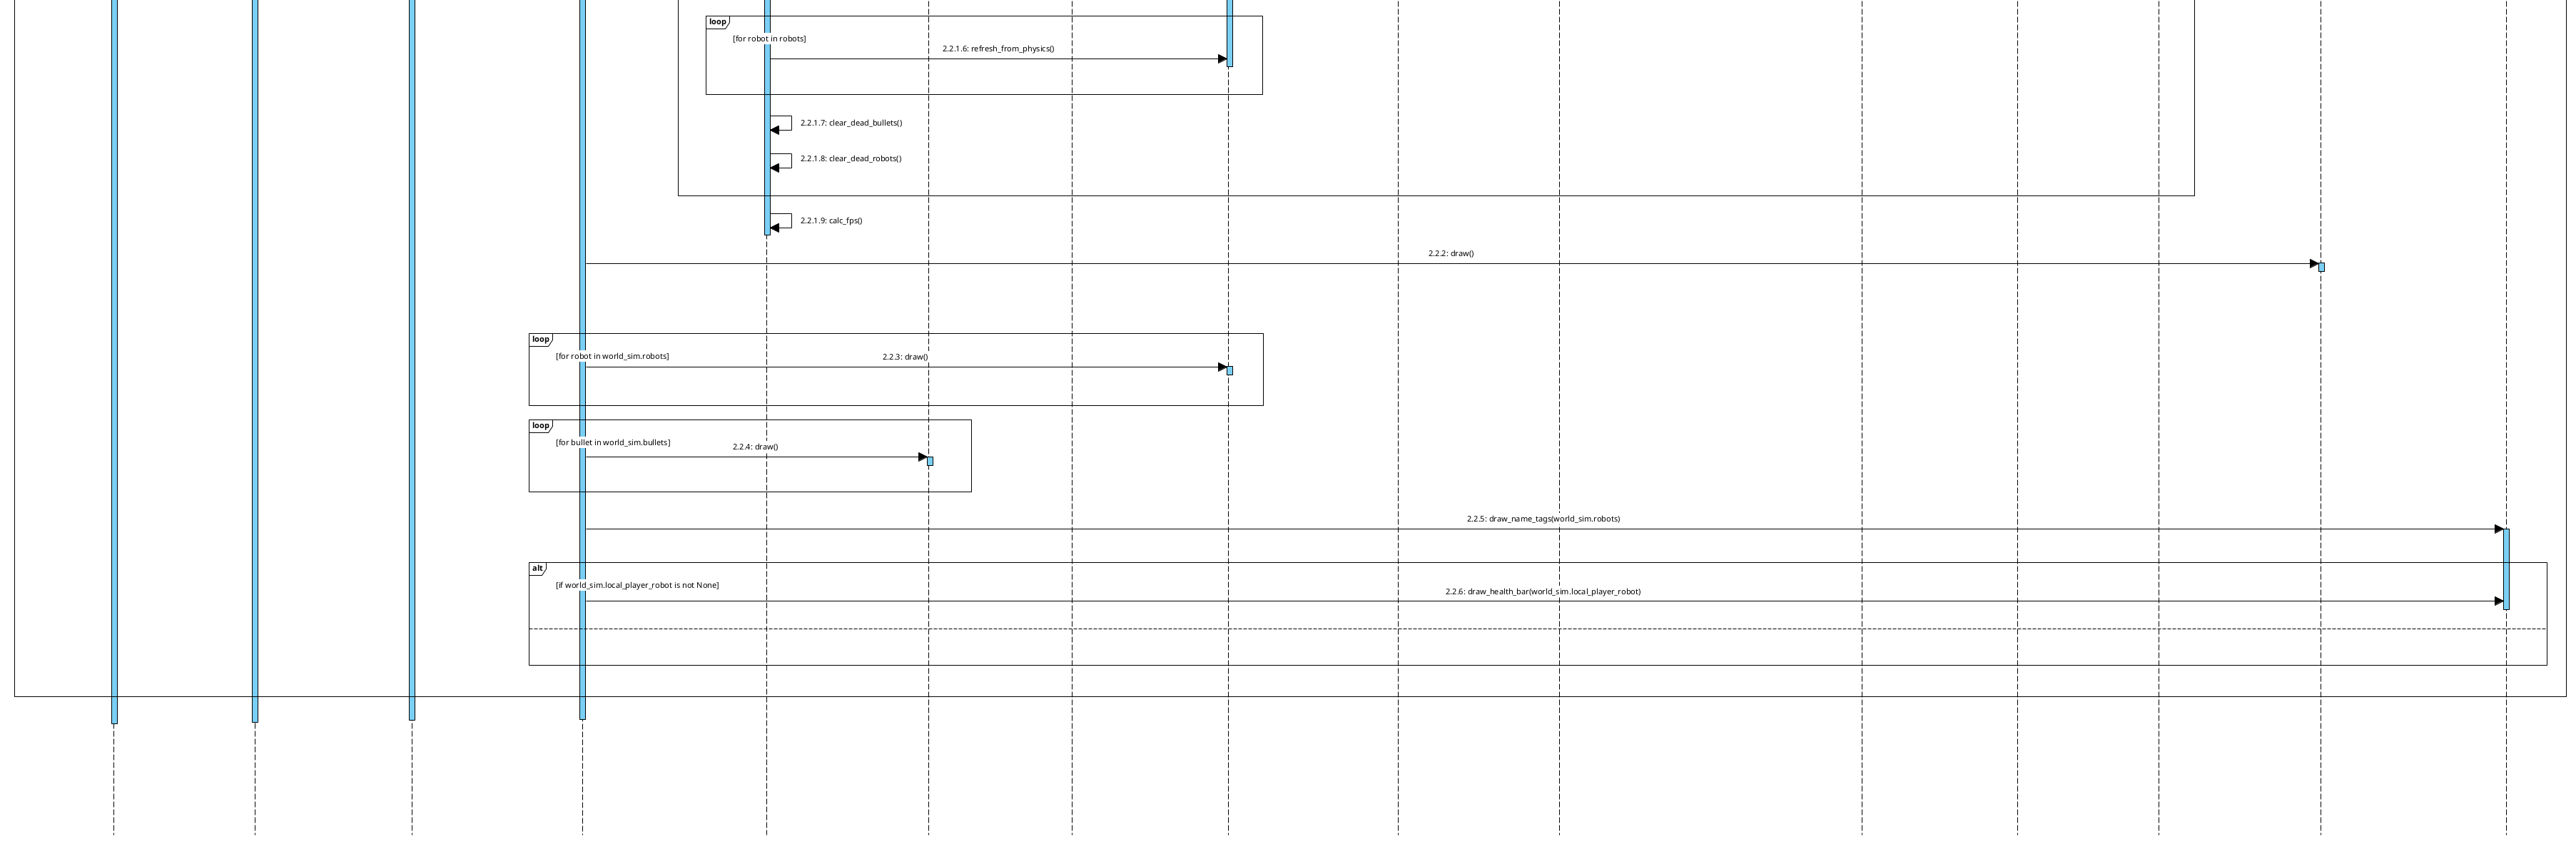 loop
[for robot in robots]
2.2.1.6: refresh_from_physics()
2.2.1.7: clear_dead_bullets()
2.2.1.8: clear_dead_robots()
2.2.1.9: calc_fps()
2.2.2: draw()
loop
[for robot in world_sim.robots]
2.2.3: draw()
loop
[for bullet in world_sim.bullets]
2.2.4: draw()
2.2.5: draw_name_tags(world_sim.robots)
alt
[if world_sim.local_player_robot is not None]
2.2.6: draw_health_bar(world_sim.local_player_robot)